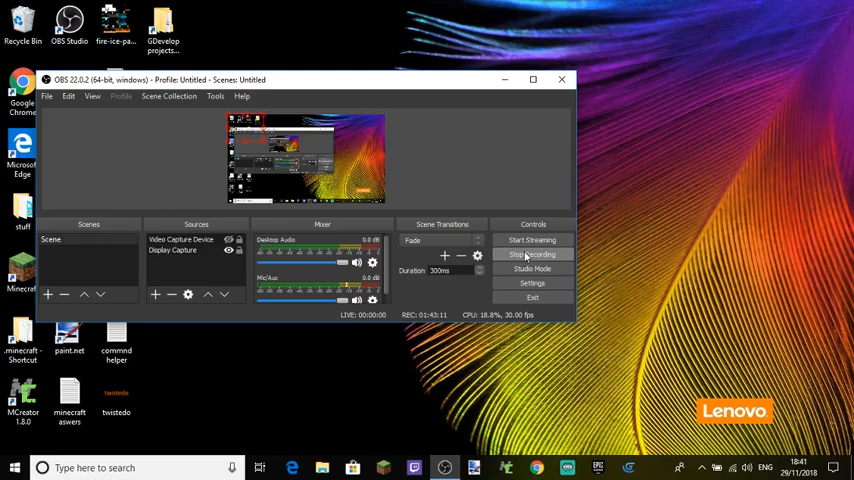 Recycle Bin
OBS Studio
fire-ice-pa...
GDevelop
projects...
Google
Chrome
Microsof
Edge
stuff
Minecraft
.minecraft -
Shortcut
paint.net
commnd
helper
MCreator
1.8.0
minecraft
aswers
twistedo
twistedo
OBS 22.0.2 (64-bit, windows) - Profile: Untitled - Scenes: Untitled
File Edit View Profile Scene Collection Tools Help
Scenes Sources Mixer Scene Transitions Controls
Scene
Video Capture Device
Display Capture
Desktop Audio 0.0 dB
Mic/Aux 0.0 dB
Fade
Duration 300ms
Start Streaming
Stop Recording
Studio Mode
Settings
Exit
LIVE: 00:00:00 REC: 01:43:11 CPU: 18.8%, 30.00 fps
Lenovo
Type here to search
EPIC
ENG
18:41
29/11/2018